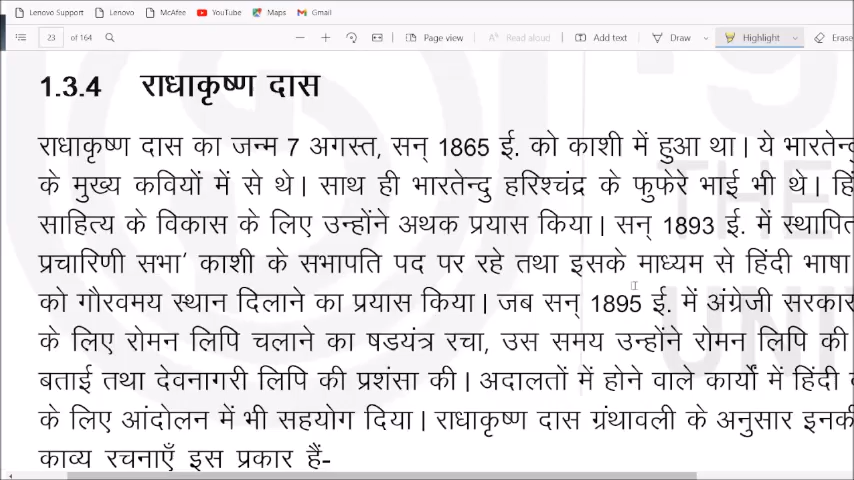 Lenovo Support Lenovo McAfee YouTube Maps Gmail
23 of 164 Page view Read aloud Add text Draw Highlight Erase
1.3.4 राधाकृष्ण दास
राधाकृष्ण दास का जन्म 7 अगस्त, सन् 1865 ई. को काशी में हुआ था। ये भारतेन्दु
के मुख्य कवियों में से थे। साथ ही भारतेन्दु हरिश्चंद्र के फुफेरे भाई भी थे। हिं
साहित्य के विकास के लिए उन्होंने अथक प्रयास किया। सन् 1893 ई. में स्थापित
प्रचारिणी सभा' काशी के सभापति पद पर रहे तथा इसके माध्यम से हिंदी भाषा
को गौरवमय स्थान दिलाने का प्रयास किया। जब सन् 1895 ई. में अंग्रेजी सरकार
के लिए रोमन लिपि चलाने का षडयंत्र रचा, उस समय उन्होंने रोमन लिपि की
बताई तथा देवनागरी लिपि की प्रशंसा की। अदालतों में होने वाले कार्यों में हिंदी
के लिए आंदोलन में भी सहयोग दिया। राधाकृष्ण दास ग्रंथावली के अनुसार इनकी
काव्य रचनाएँ इस प्रकार हैं-
THE
UNI